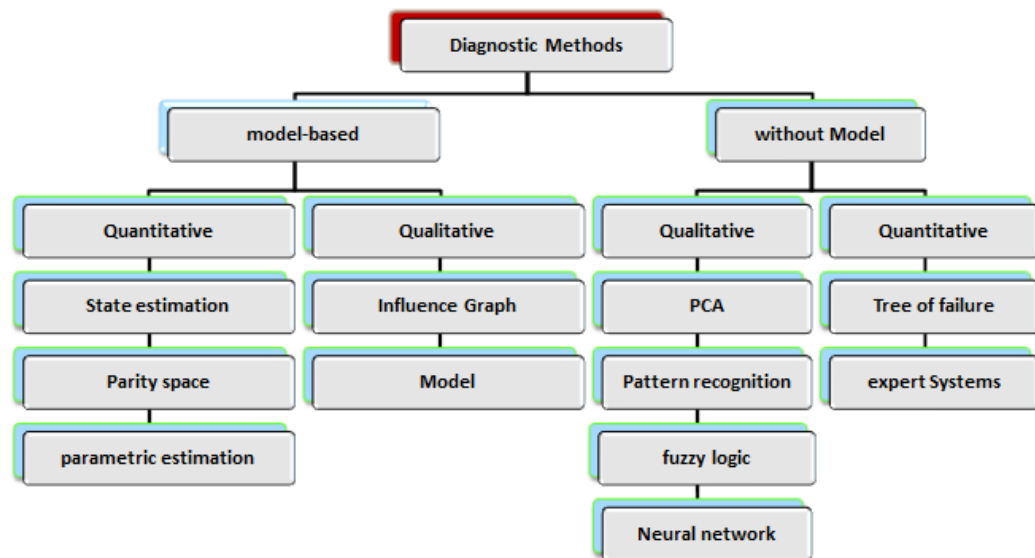 Diagnostic Methods
model-based
without Model
Quantitative
Qualitative
Qualitative
Quantitative
State estimation
Influence Graph
PCA
Tree of failure
Parity space
Model
Pattern recognition
expert Systems
parametric estimation
fuzzy logic
Neural network